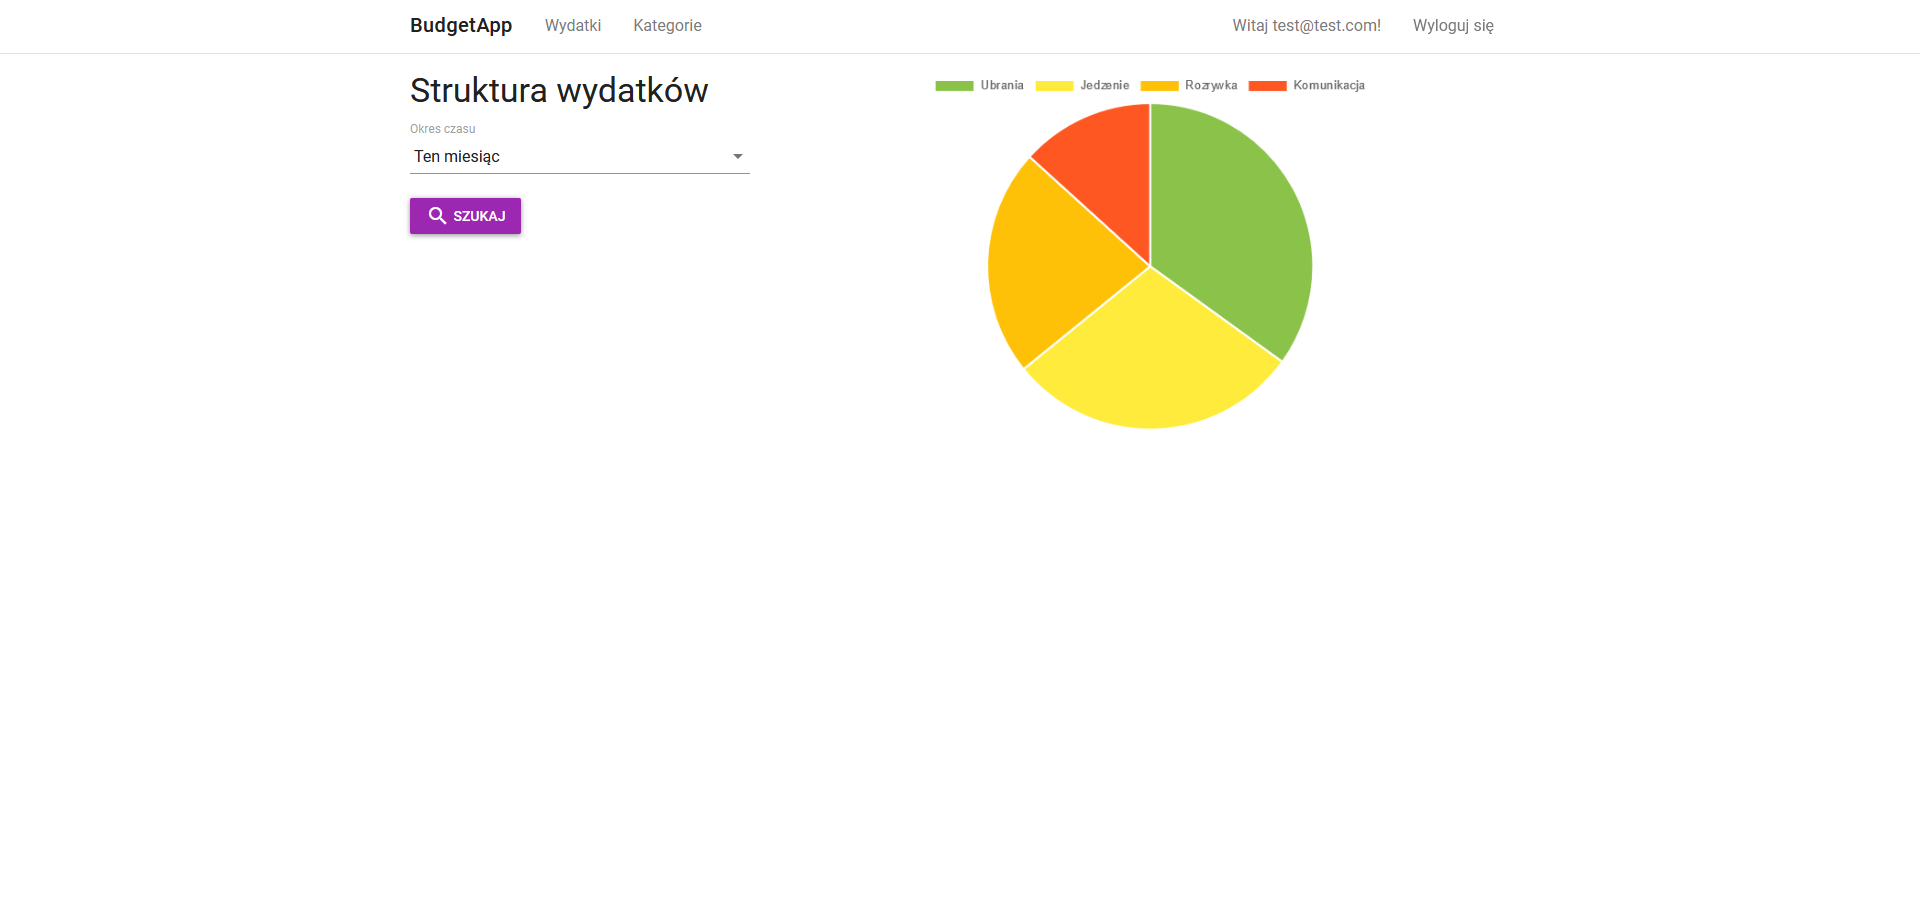 BudgetApp Wydatki Kategorie Witaj test@test.com! Wyloguj się
Struktura wydatków
Okres czasu
Ten miesiąc
SZUKAJ
Ubrania Jedzenie Rozrywka Komunikacja